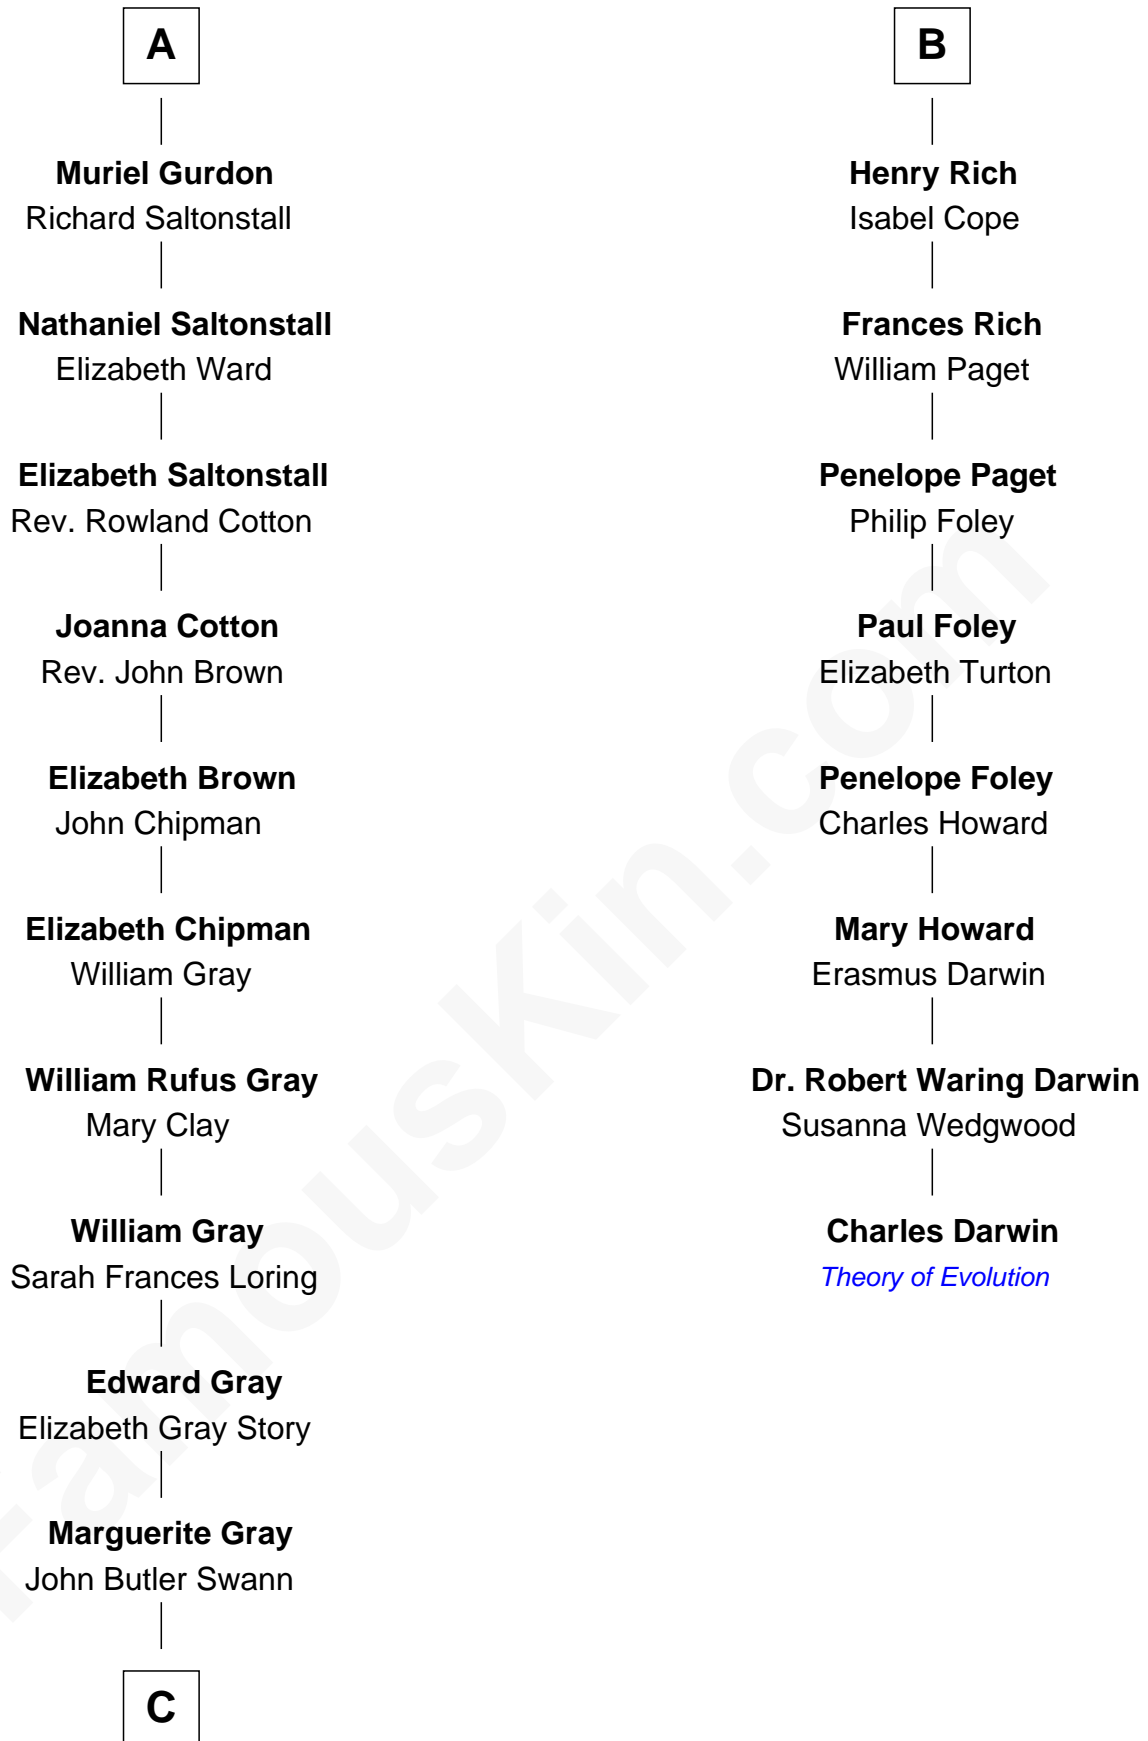 A
Muriel Gurdon
Richard Saltonstall
Nathaniel Saltonstall
Elizabeth Ward
Elizabeth Saltonstall
Rev. Rowland Cotton
Joanna Cotton
Rev. John Brown
Elizabeth Brown
John Chipman
Elizabeth Chipman
William Gray
William Rufus Gray
Mary Clay
William Gray
Sarah Frances Loring
Edward Gray
Elizabeth Gray Story
Marguerite Gray
John Butler Swann
C
B
Henry Rich
Isabel Cope
Frances Rich
William Paget
Penelope Paget
Philip Foley
Paul Foley
Elizabeth Turton
Penelope Foley
Charles Howard
Mary Howard
Erasmus Darwin
Dr. Robert Waring Darwin
Susanna Wedgwood
Charles Darwin
Theory of Evolution
FamousKin.com